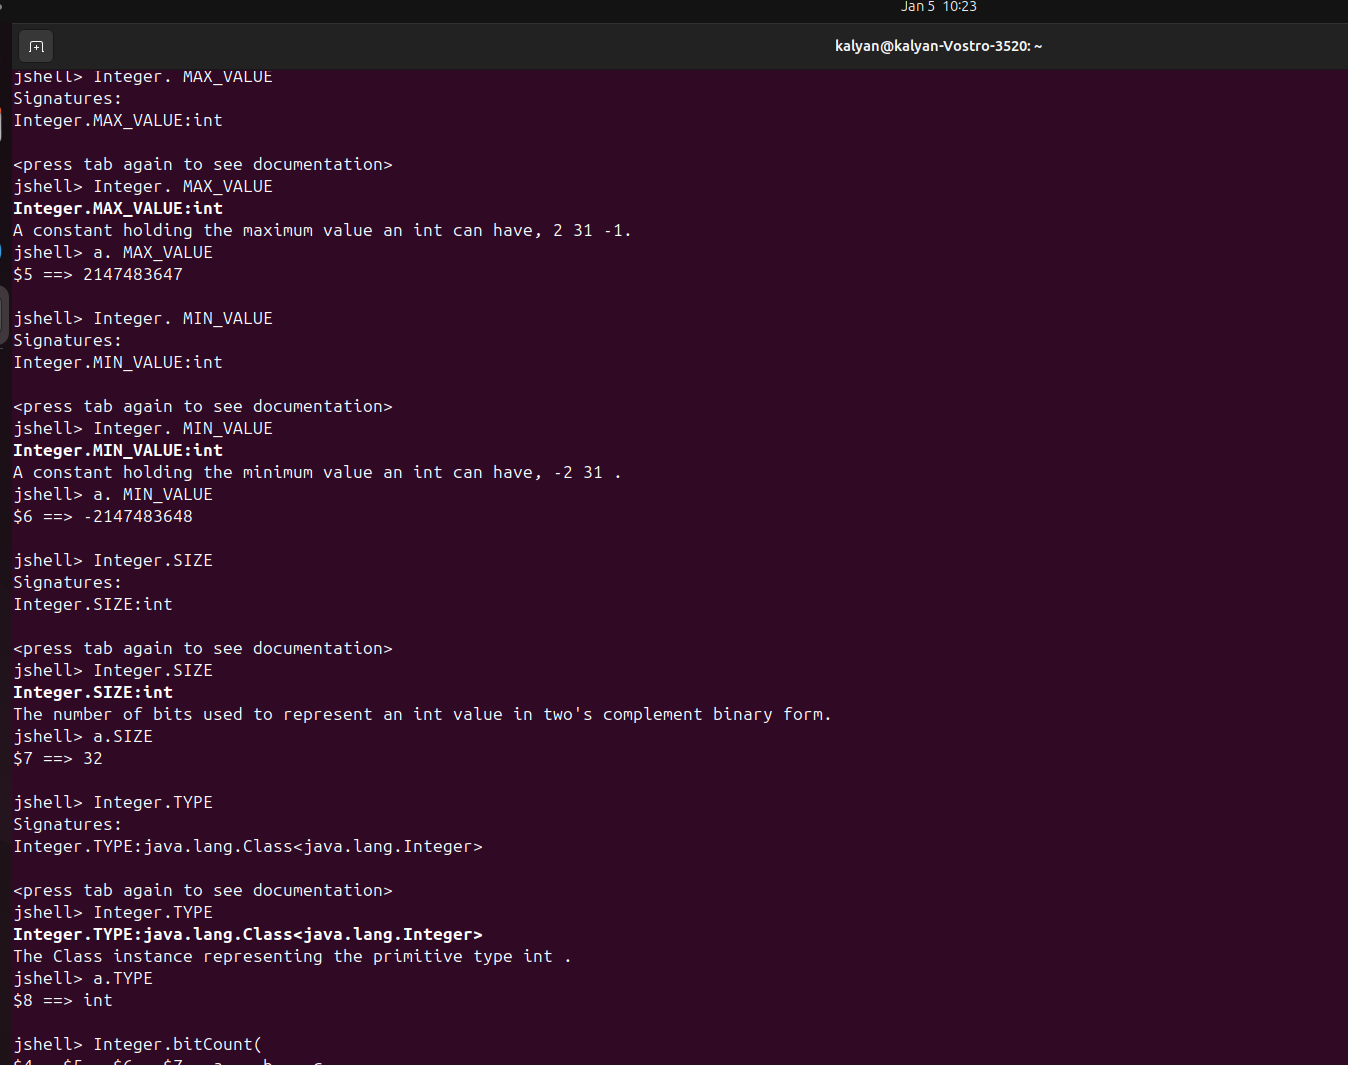 Jan 5 10:23
kalyan@kalyan-Vostro-3520: ~
jshell> Integer. MAX_VALUE
Signatures:
Integer.MAX_VALUE:int
<press tab again to see documentation>
jshell> Integer. MAX_VALUE
Integer.MAX_VALUE:int
A constant holding the maximum value an int can have, 2 31 -1.
jshell> a. MAX_VALUE
$5 ==> 2147483647
jshell> Integer. MIN_VALUE
Signatures:
Integer.MIN_VALUE:int
<press tab again to see documentation>
jshell> Integer. MIN_VALUE
Integer.MIN_VALUE:int
A constant holding the minimum value an int can have, -2 31 .
jshell> a. MIN_VALUE
$6 ==> -2147483648
jshell> Integer.SIZE
Signatures:
Integer.SIZE:int
<press tab again to see documentation>
jshell> Integer.SIZE
Integer.SIZE:int
The number of bits used to represent an int value in two's complement binary form.
jshell> a.SIZE
$7 ==> 32
jshell> Integer.TYPE
Signatures:
Integer.TYPE:java.lang.Class<java.lang.Integer>
<press tab again to see documentation>
jshell> Integer.TYPE
Integer.TYPE:java.lang.Class<java.lang.Integer>
The Class instance representing the primitive type int .
jshell> a.TYPE
$8 ==> int
jshell> Integer.bitCount(